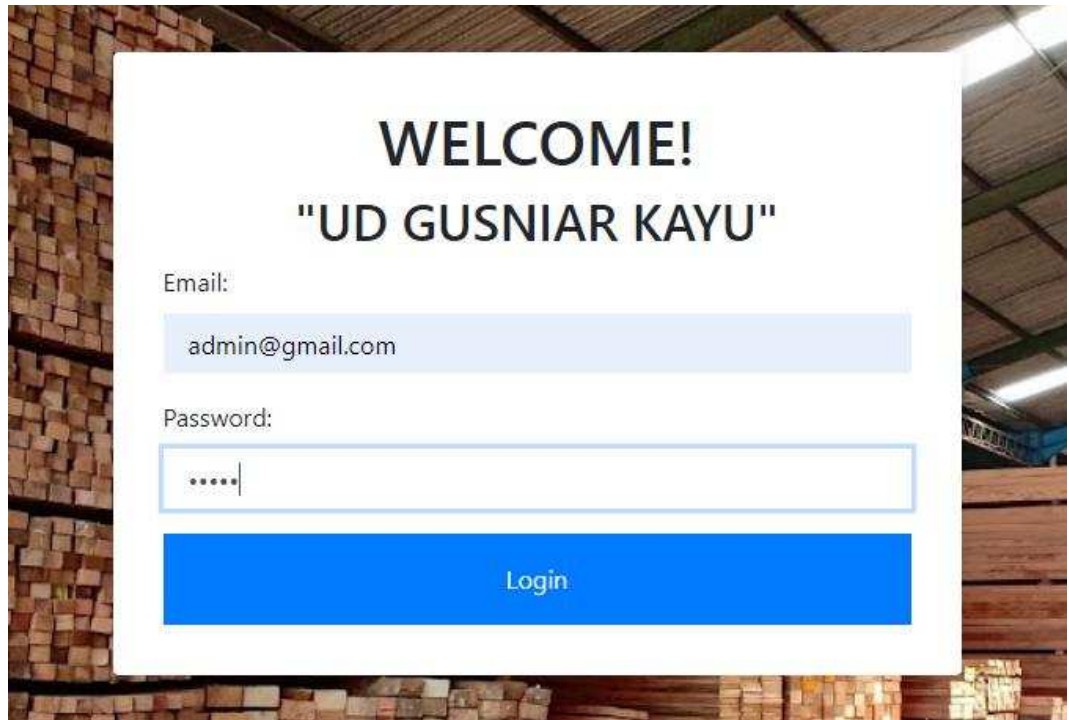 WELCOME!
"UD GUSNIAR KAYU"
Email:
admin@gmail.com
Password:
•••••
Login